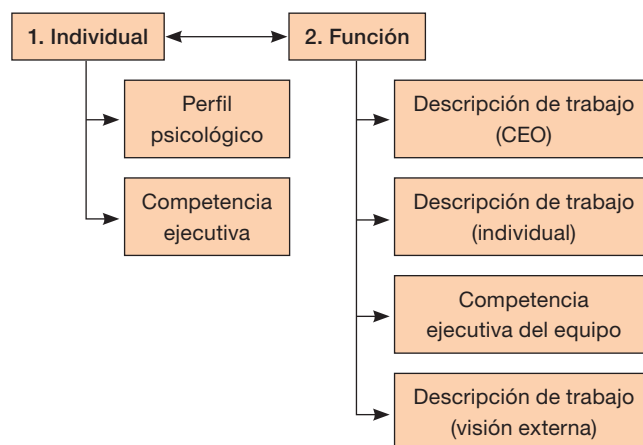 1. Individual
2. Función
Perfil
psicológico
Competencia
ejecutiva
Descripción de trabajo
(CEO)
Descripción de trabajo
(individual)
Competencia
ejecutiva del equipo
Descripción de trabajo
(visión externa)